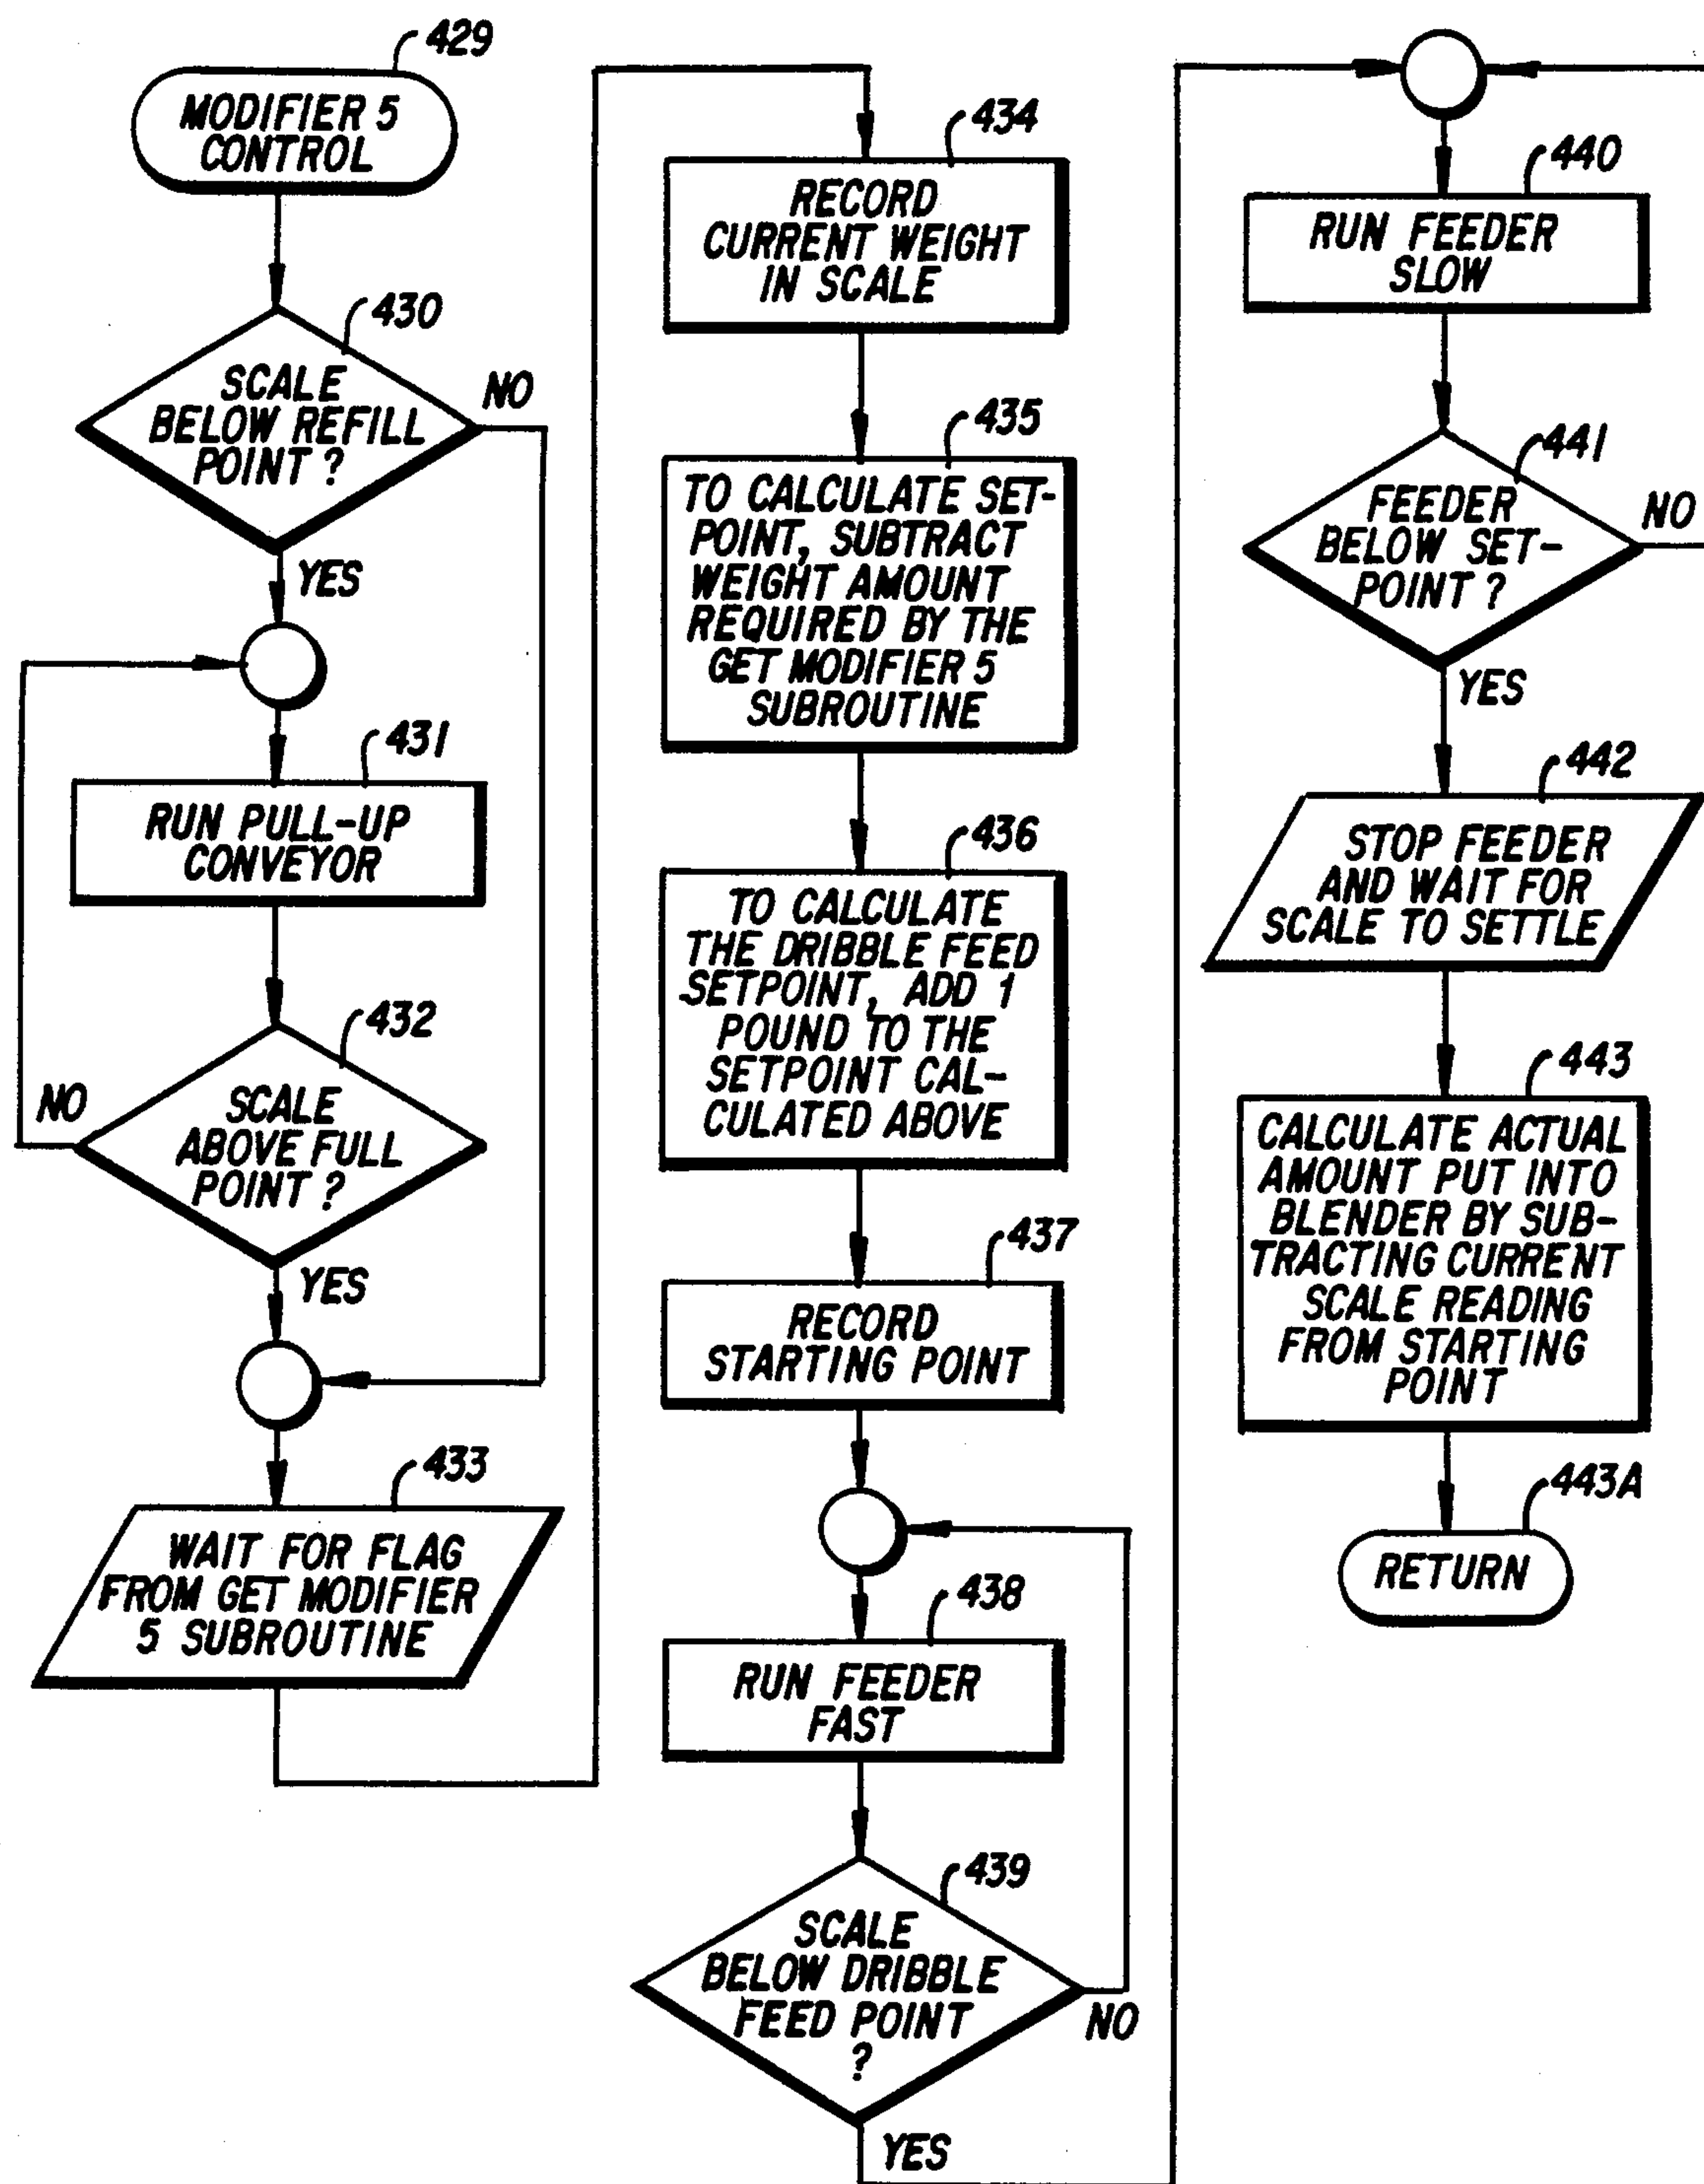 429
MODIFIER 5
CONTROL
430
SCALE
BELOW REFILL
POINT ?
NO
YES
431
RUN PULL-UP
CONVEYOR
432
SCALE
ABOVE FULL
POINT ?
NO
YES
433
WAIT FOR FLAG
FROM GET MODIFIER
5 SUBROUTINE
434
RECORD
CURRENT WEIGHT
IN SCALE
435
TO CALCULATE SET-
POINT, SUBTRACT
WEIGHT AMOUNT
REQUIRED BY THE
GET MODIFIER 5
SUBROUTINE
436
TO CALCULATE
THE DRIBBLE FEED
SETPOINT, ADD 1
POUND TO THE
SETPOINT CAL-
CULATED ABOVE
437
RECORD
STARTING POINT
438
RUN FEEDER
FAST
439
SCALE
BELOW DRIBBLE
FEED POINT
?
NO
YES
440
RUN FEEDER
SLOW
441
FEEDER
BELOW SET-
POINT ?
NO
YES
442
STOP FEEDER
AND WAIT FOR
SCALE TO SETTLE
443
CALCULATE ACTUAL
AMOUNT PUT INTO
BLENDER BY SUB-
TRACTING CURRENT
SCALE READING
FROM STARTING
POINT
443A
RETURN